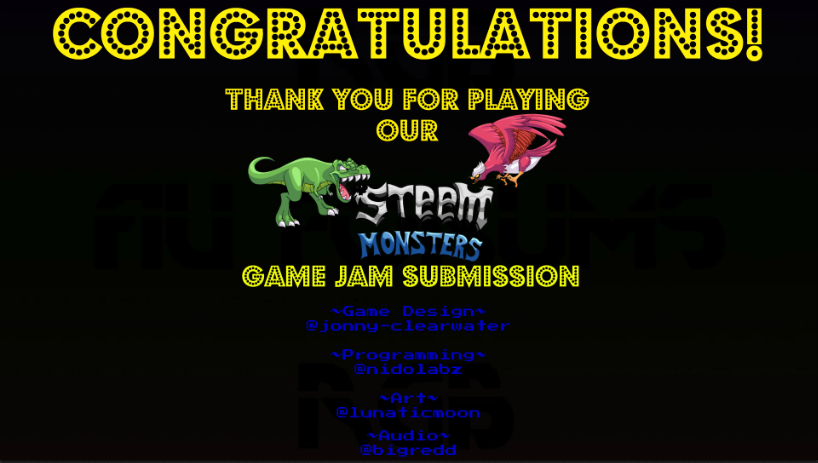 CONGRATULATIONS!
THANK YOU FOR PLAYING
OUR
STEEM
MONSTERS
GAME JAM SUBMISSION
~Game Design~
@jonny-clearwater
~Programming~
@nidolabz
~Art~
@lunaticmoon
~Audio~
@bigredd
RGB